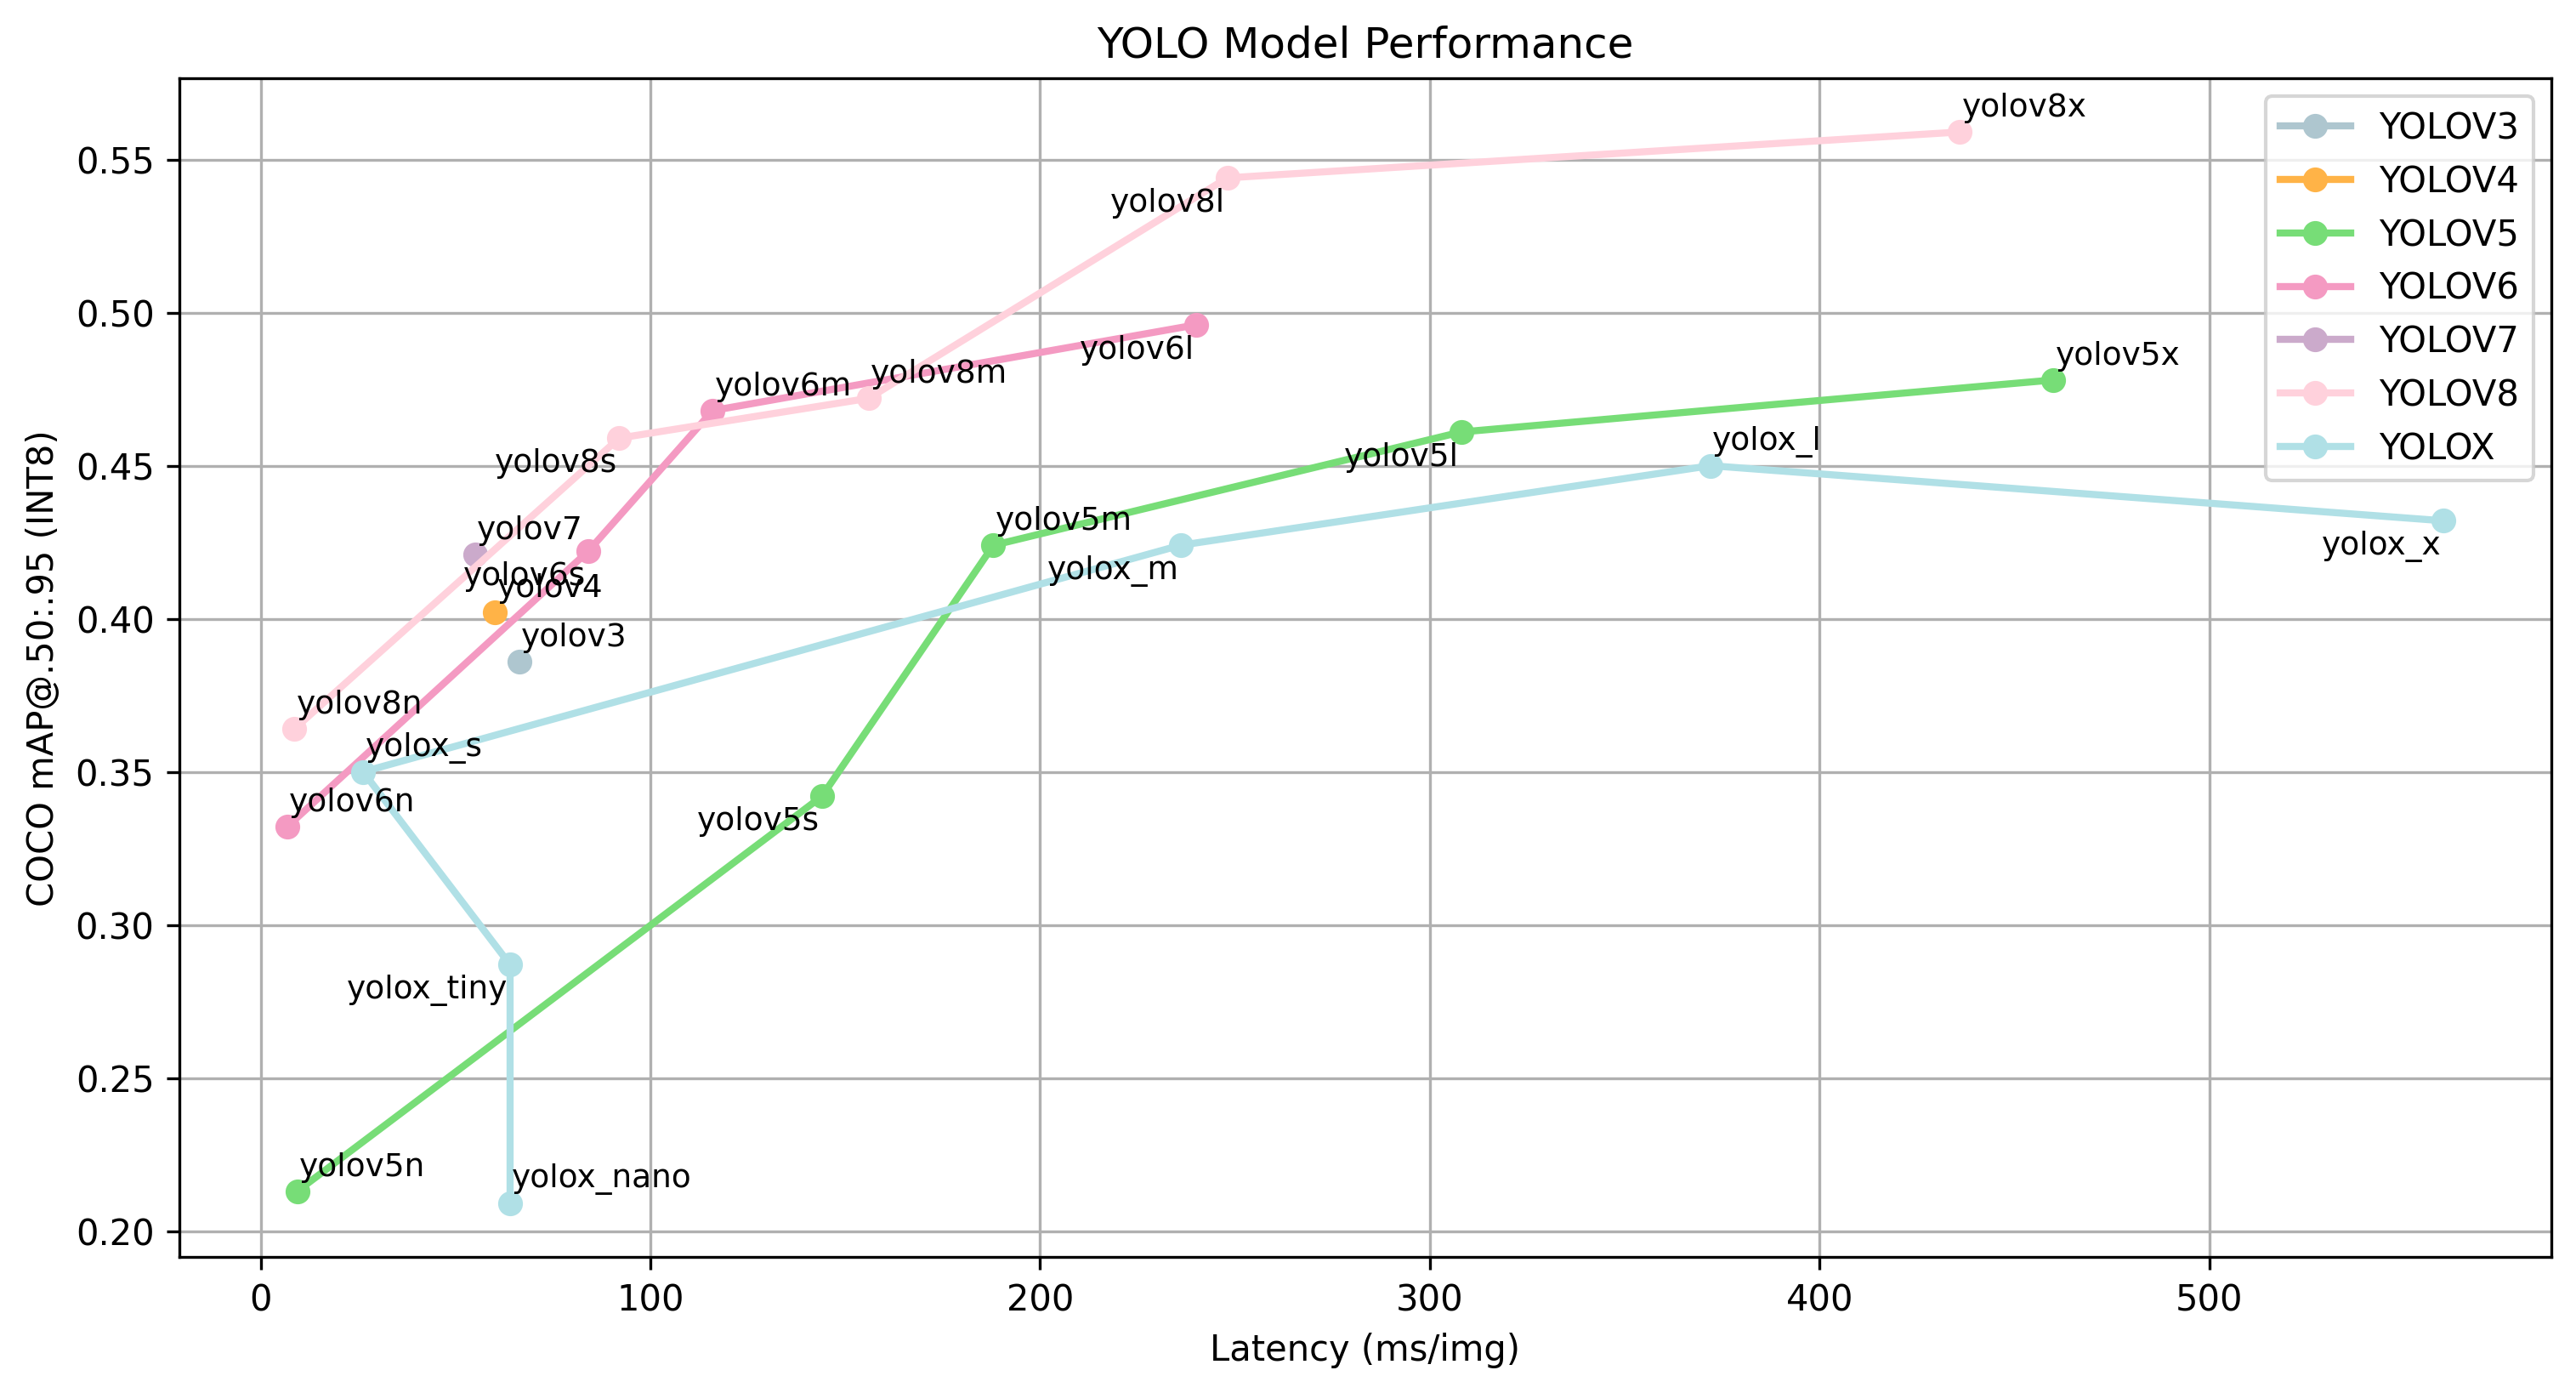 YOLO Model Performance
COCO mAP@.50:.95 (INT8)
0.55
0.50
0.45
0.40
0.35
0.30
0.25
0.20
yolov8x
yolov8l
yolov6l
yolov5x
yolov8m
yolov6m
yolox_l
yolov8s
yolov5l
yolov5m
yolov7
yolox_x
yolox_m
yolov6s
yolov4
yolov3
yolov8n
yolox_s
yolov6n
yolov5s
yolox_tiny
yolov5n
yolox_nano
YOLOV3
YOLOV4
YOLOV5
YOLOV6
YOLOV7
YOLOV8
YOLOX
0 100 200 300 400 500
Latency (ms/img)